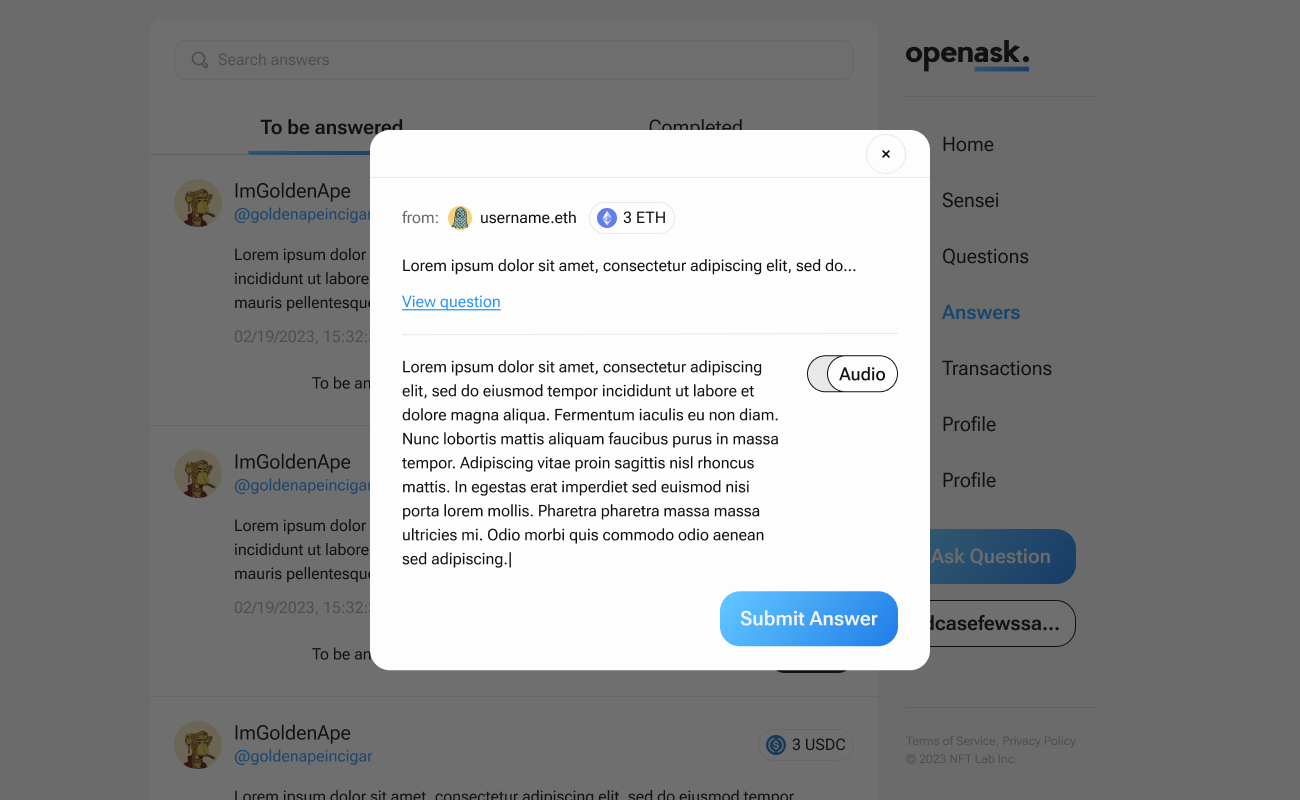 Search answers
To be answered
Completed
ImGoldenApe
@goldenapeincigar
Lorem ipsum dolor
incididunt ut labore
mauris pellentesque
02/19/2023, 15:32:
To be an
ImGoldenApe
@goldenapeincigar
Lorem ipsum dolor
incididunt ut labore
mauris pellentesque
02/19/2023, 15:32:
To be an
ImGoldenApe
@goldenapeincigar
3 USDC
Lorem ipsum dolor sit amet, consectetur adipiscing elit, sed do eiusmod tempor
from: username.eth 3 ETH
Lorem ipsum dolor sit amet, consectetur adipiscing elit, sed do...
View question
Lorem ipsum dolor sit amet, consectetur adipiscing
elit, sed do eiusmod tempor incididunt ut labore et
dolore magna aliqua. Fermentum iaculis eu non diam.
Nunc lobortis mattis aliquam faucibus purus in massa
tempor. Adipiscing vitae proin sagittis nisl rhoncus
mattis. In egestas erat imperdiet sed euismod nisi
porta lorem mollis. Pharetra pharetra massa massa
ultricies mi. Odio morbi quis commodo odio aenean
sed adipiscing.
Audio
Submit Answer
openask.
Home
Sensei
Questions
Answers
Transactions
Profile
Profile
Ask Question
dcasefewssa...
Terms of Service, Privacy Policy
© 2023 NFT Lab Inc.